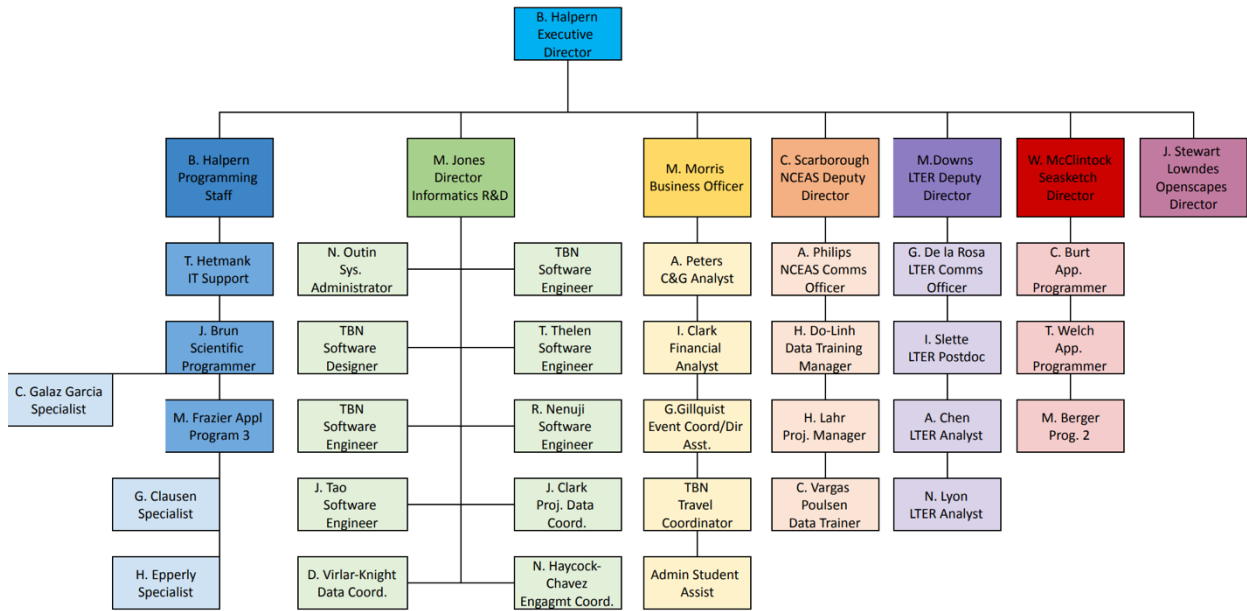 B. Halpern
Executive
Director
B. Halpern
Programming
Staff
M. Jones
Director
Informatics R&D
M. Morris
Business Officer
C. Scarborough
NCEAS Deputy
Director
M.Downs
LTER Deputy
Director
W. McClintock
Seasketch
Director
J. Stewart
Lowndes
Openscapes
Director
T. Hetmank
IT Support
N. Outin
Sys.
Administrator
TBN
Software
Engineer
A. Peters
C&G Analyst
A. Philips
NCEAS Comms
Officer
G. De la Rosa
LTER Comms
Officer
C. Burt
App.
Programmer
J. Brun
Scientific
Programmer
TBN
Software
Designer
T. Thelen
Software
Engineer
I. Clark
Financial
Analyst
H. Do-Linh
Data Training
Manager
I. Slette
LTER Postdoc
T. Welch
App.
Programmer
C. Galaz Garcia
Specialist
M. Frazier Appl
Program 3
TBN
Software
Engineer
R. Nenuji
Software
Engineer
G.Gillquist
Event Coord/Dir
Asst.
H. Lahr
Proj. Manager
A. Chen
LTER Analyst
M. Berger
Prog. 2
G. Clausen
Specialist
J. Tao
Software
Engineer
J. Clark
Proj. Data
Coord.
TBN
Travel
Coordinator
C. Vargas
Poulsen
Data Trainer
N. Lyon
LTER Analyst
H. Epperly
Specialist
D. Virlar-Knight
Data Coord.
N. Haycock-
Chavez
Engagmt Coord.
Admin Student
Assist